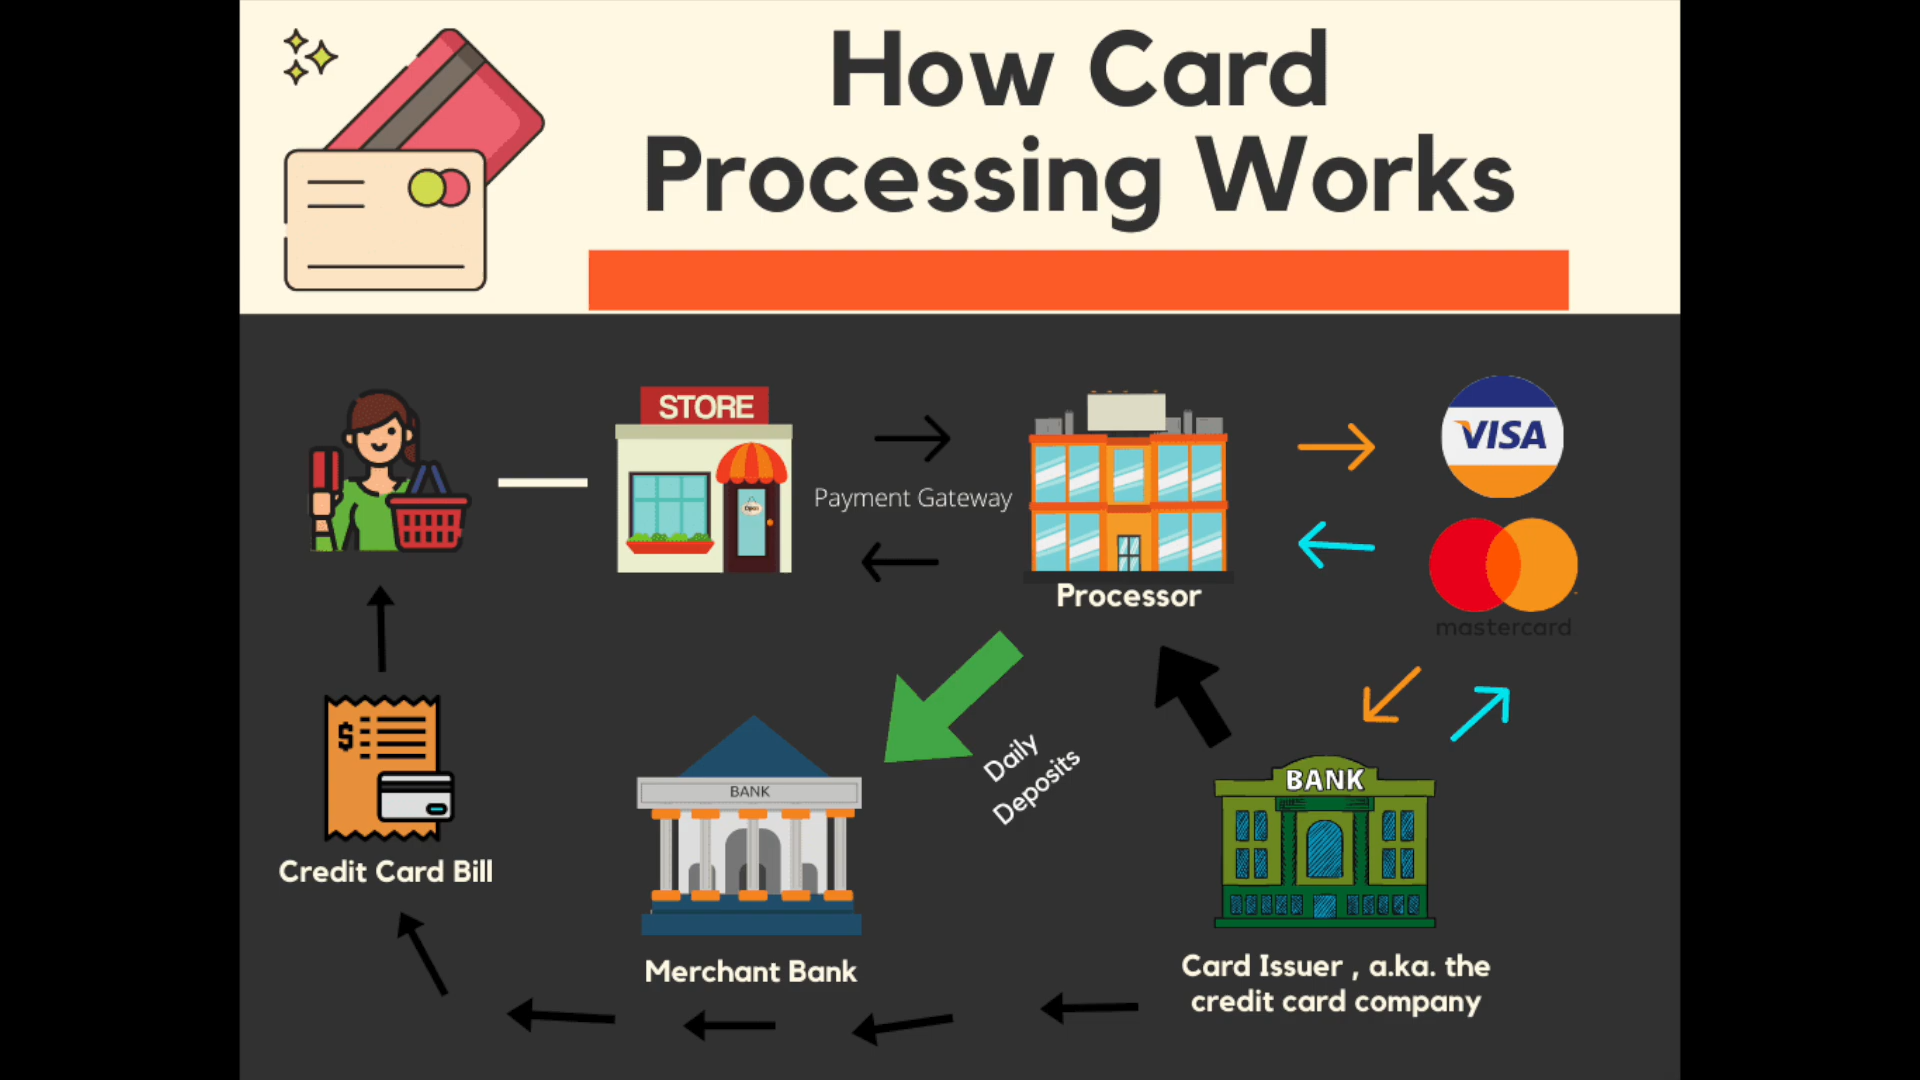 How Card
Processing Works
STORE
Open
Payment Gateway
Processor
VISA
mastercard
$
Daily
Deposits
BANK
BANK
Credit Card Bill
Merchant Bank
Card Issuer , a.ka. the
credit card company